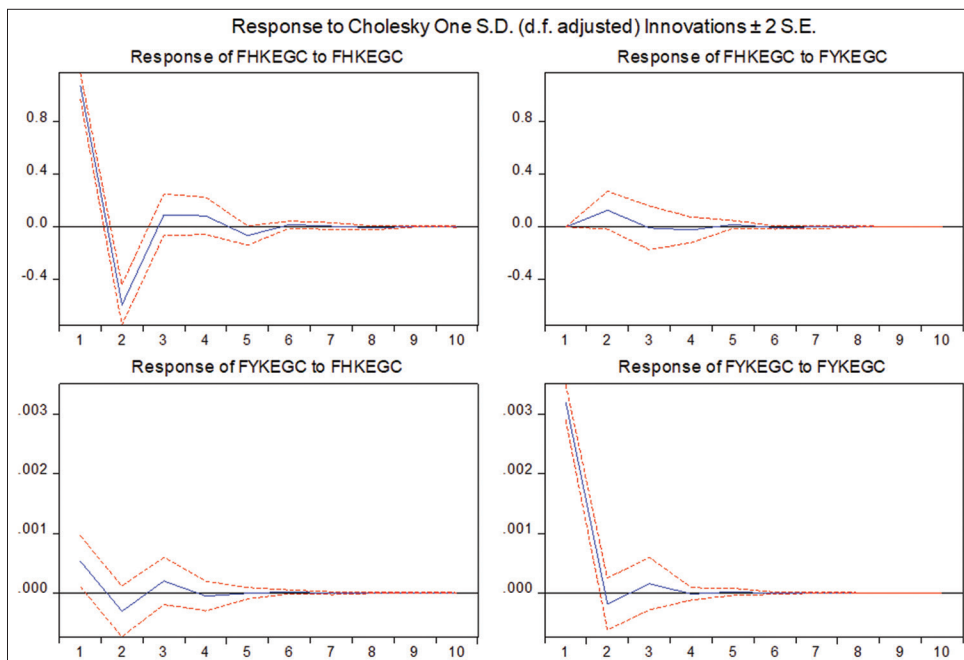 Response to Cholesky One S.D. (d.f. adjusted) Innovations ± 2 S.E.
Response of FHKEGC to FHKEGC
0.8
0.4
0.0
-0.4
1 2 3 4 5 6 7 8 9 10
Response of FHKEGC to FYKEGC
0.8
0.4
0.0
-0.4
1 2 3 4 5 6 7 8 9 10
Response of FYKEGC to FHKEGC
.003
.002
.001
.000
1 2 3 4 5 6 7 8 9 10
Response of FYKEGC to FYKEGC
.003
.002
.001
.000
1 2 3 4 5 6 7 8 9 10